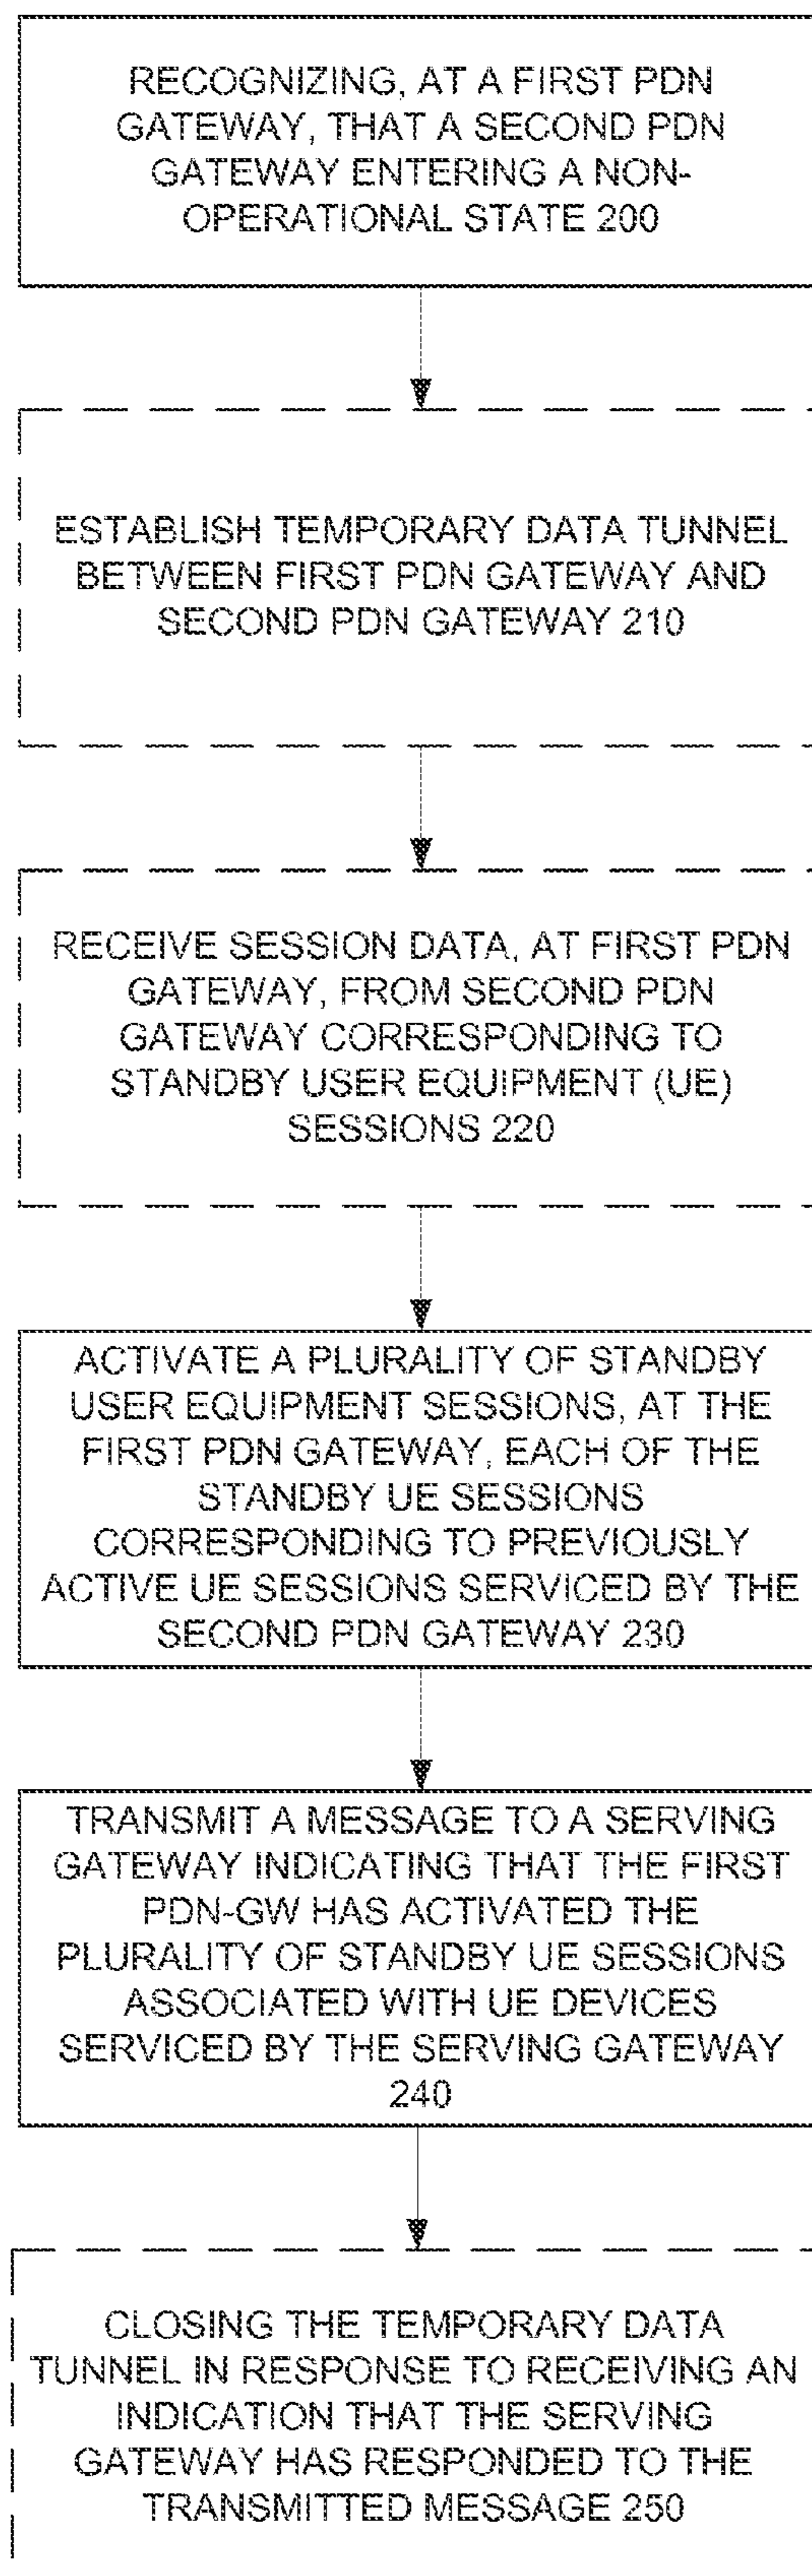 RECOGNIZING, AT A FIRST PDN
GATEWAY, THAT A SECOND PDN
GATEWAY ENTERING A NON-
OPERATIONAL STATE 200
ESTABLISH TEMPORARY DATA TUNNEL
BETWEEN FIRST PDN GATEWAY AND
SECOND PDN GATEWAY 210
RECEIVE SESSION DATA, AT FIRST PDN
GATEWAY, FROM SECOND PDN
GATEWAY CORRESPONDING TO
STANDBY USER EQUIPMENT (UE)
SESSIONS 220
ACTIVATE A PLURALITY OF STANDBY
USER EQUIPMENT SESSIONS, AT THE
FIRST PDN GATEWAY, EACH OF THE
STANDBY UE SESSIONS
CORRESPONDING TO PREVIOUSLY
ACTIVE UE SESSIONS SERVICED BY THE
SECOND PDN GATEWAY 230
TRANSMIT A MESSAGE TO A SERVING
GATEWAY INDICATING THAT THE FIRST
PDN-GW HAS ACTIVATED THE
PLURALITY OF STANDBY UE SESSIONS
ASSOCIATED WITH UE DEVICES
SERVICED BY THE SERVING GATEWAY
240
CLOSING THE TEMPORARY DATA
TUNNEL IN RESPONSE TO RECEIVING AN
INDICATION THAT THE SERVING
GATEWAY HAS RESPONDED TO THE
TRANSMITTED MESSAGE 250